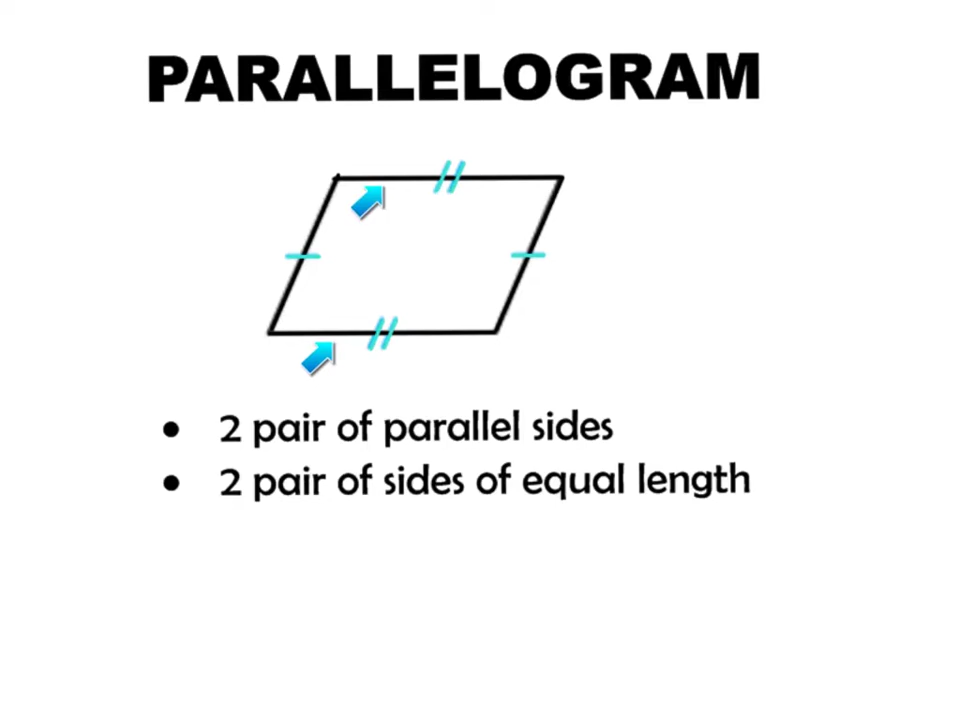 PARALLELOGRAM
• 2 pair of parallel sides
• 2 pair of sides of equal length